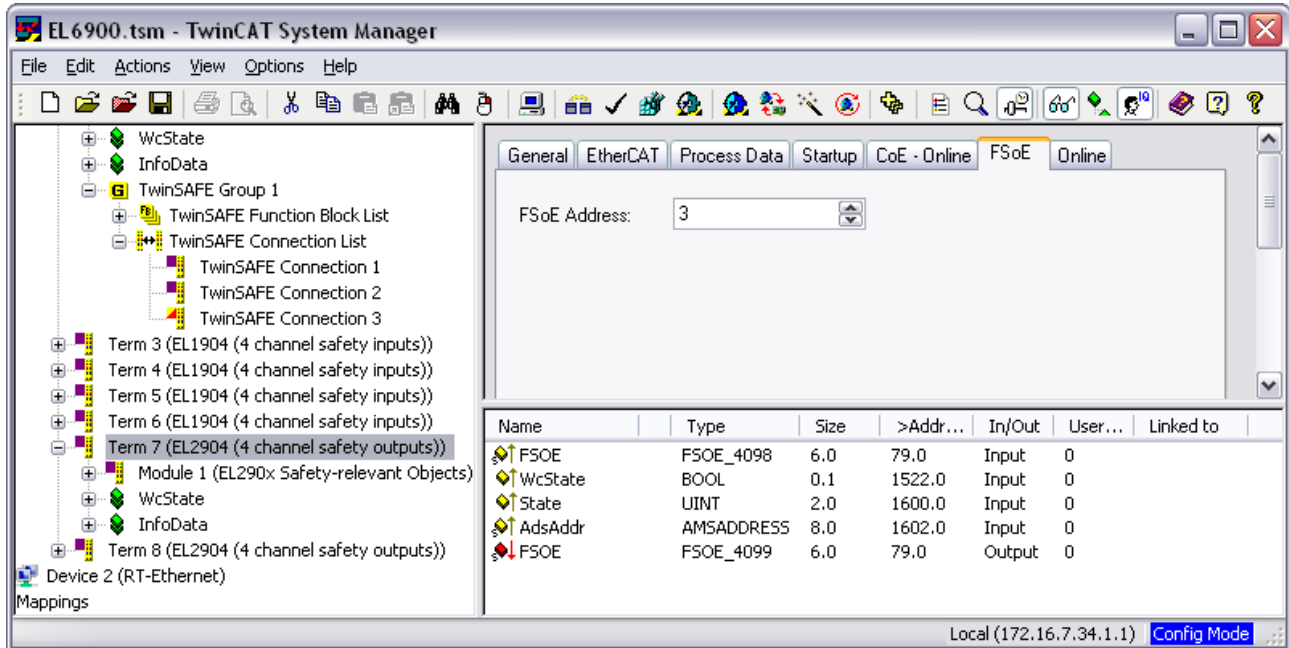 EL6900.tsm - TwinCAT System Manager
File Edit Actions View Options Help
WcState
InfoData
TwinSAFE Group 1
TwinSAFE Function Block List
TwinSAFE Connection List
TwinSAFE Connection 1
TwinSAFE Connection 2
TwinSAFE Connection 3
Term 3 (EL1904 (4 channel safety inputs))
Term 4 (EL1904 (4 channel safety inputs))
Term 5 (EL1904 (4 channel safety inputs))
Term 6 (EL1904 (4 channel safety inputs))
Term 7 (EL2904 (4 channel safety outputs))
Module 1 (EL290x Safety-relevant Objects)
WcState
InfoData
Term 8 (EL2904 (4 channel safety outputs))
Device 2 (RT-Ethernet)
Mappings
General EtherCAT Process Data Startup CoE - Online FSoE Online
FSoE Address: 3
Name Type Size >Addr... In/Out User... Linked to
FSOE FSOE_4098 6.0 79.0 Input 0
WcState BOOL 0.1 1522.0 Input 0
State UINT 2.0 1600.0 Input 0
AdsAddr AMSADDRESS 8.0 1602.0 Input 0
FSOE FSOE_4099 6.0 79.0 Output 0
Local (172.16.7.34.1.1) Config Mode